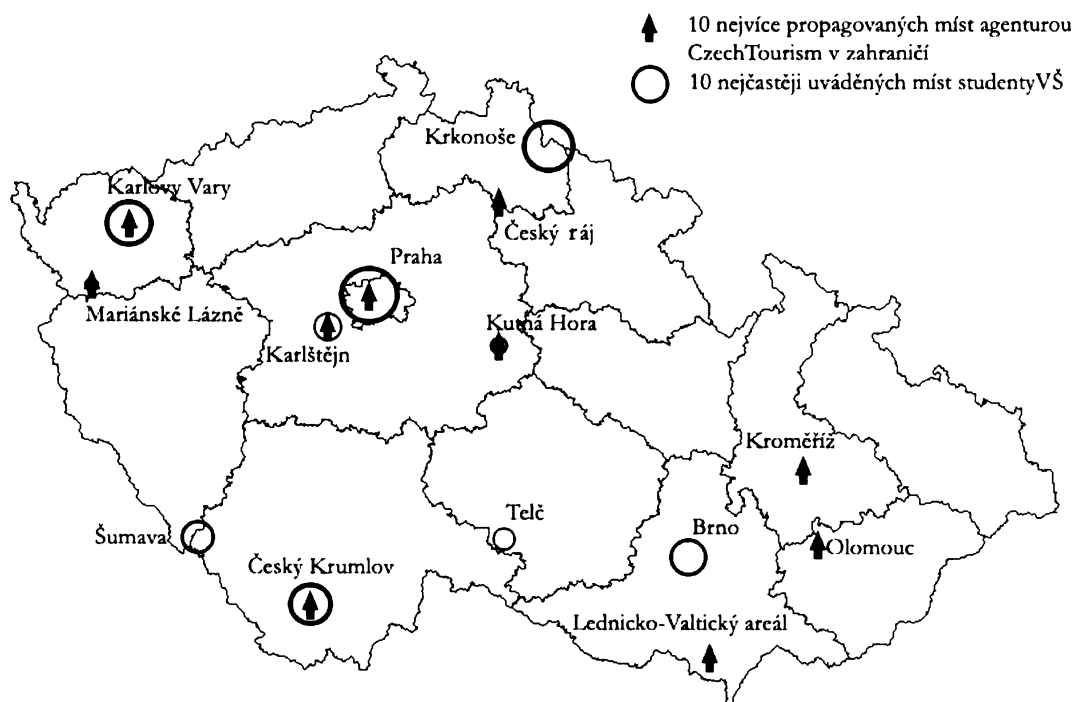 10 nejvíce propagovaných míst agenturou
CzechTourism v zahraničí
10 nejčastěji uváděných míst studentyVŠ
Krkonoše
Karlovy Vary
Český ráj
Praha
Mariánské Lázně
Kutná Hora
Karlštejn
Kroměříž
Telč
Brno
Šumava
Olomouc
Český Krumlov
Lednicko-Valtický areál